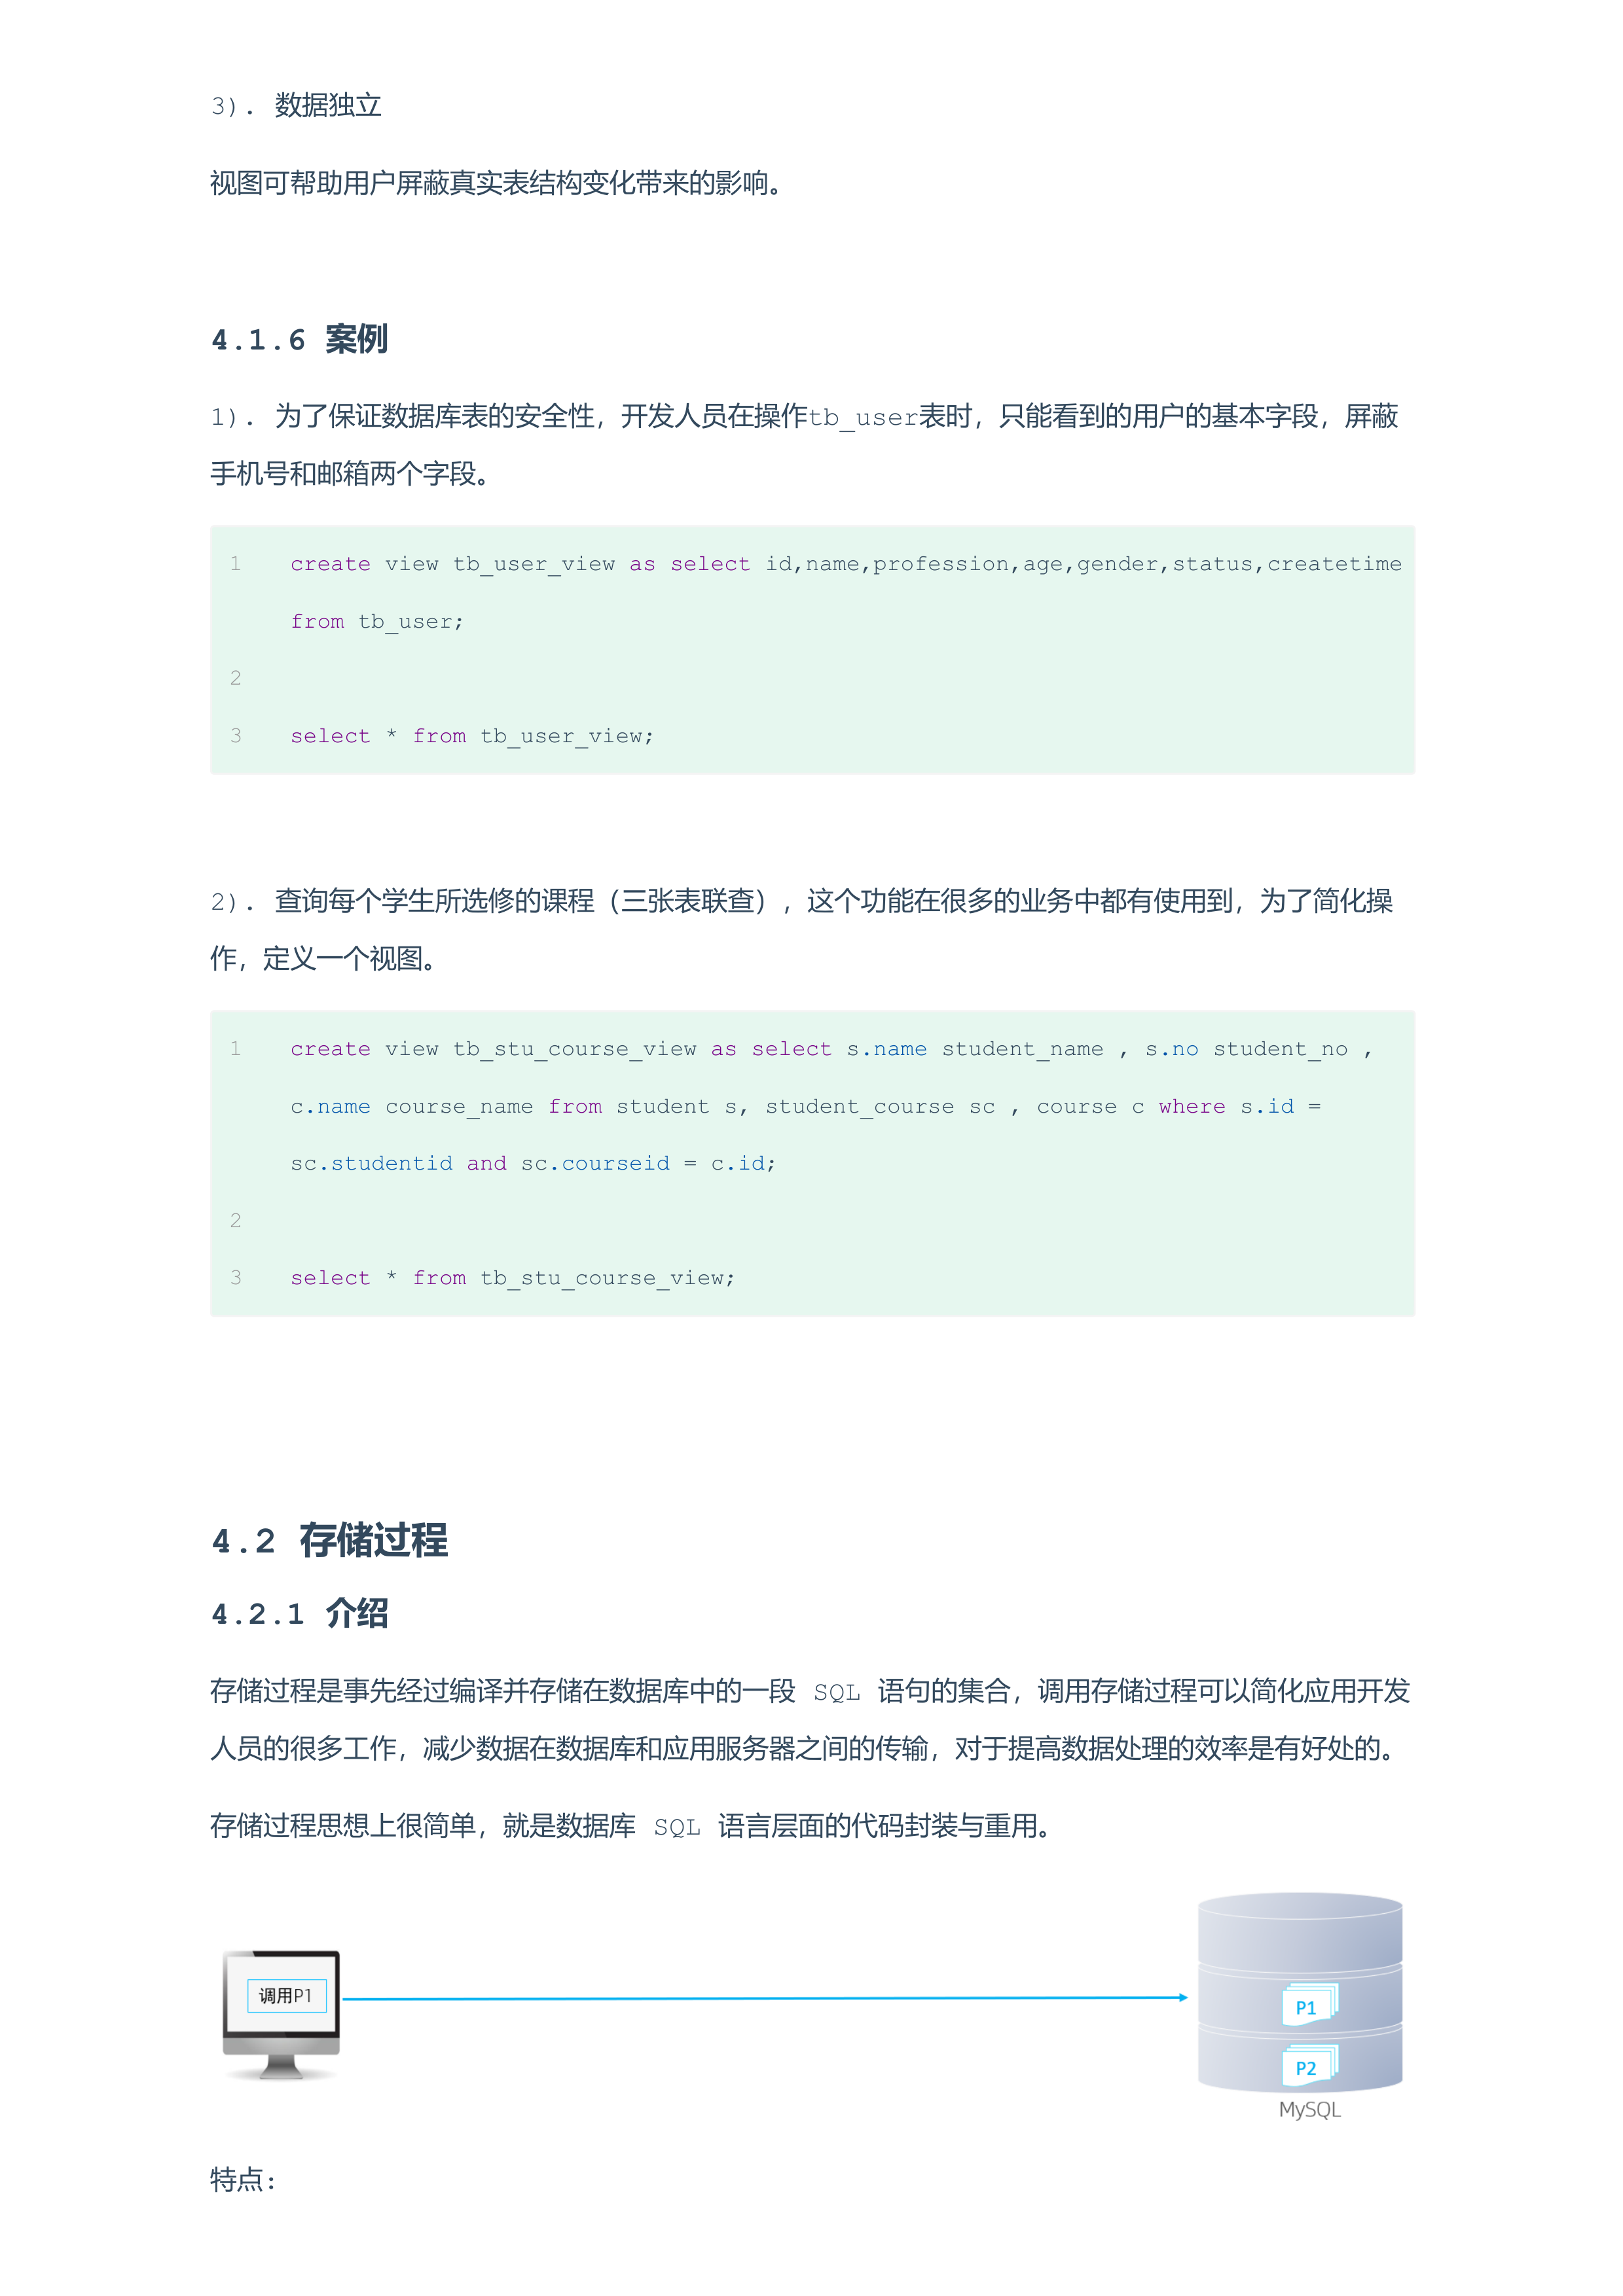 3). 数据独立
视图可帮助用户屏蔽真实表结构变化带来的影响。
4.1.6 案例
1). 为了保证数据库表的安全性，开发人员在操作tb_user表时，只能看到的用户的基本字段，屏蔽
手机号和邮箱两个字段。
1 create view tb_user_view as select id,name,profession,age,gender,status,createtime
from tb_user;
2
3 select * from tb_user_view;
2). 查询每个学生所选修的课程（三张表联查），这个功能在很多的业务中都有使用到，为了简化操
作，定义一个视图。
1 create view tb_stu_course_view as select s.name student_name , s.no student_no ,
c.name course_name from student s, student_course sc , course c where s.id =
sc.studentid and sc.courseid = c.id;
2
3 select * from tb_stu_course_view;
4.2 存储过程
4.2.1 介绍
存储过程是事先经过编译并存储在数据库中的一段 SQL 语句的集合，调用存储过程可以简化应用开发
人员的很多工作，减少数据在数据库和应用服务器之间的传输，对于提高数据处理的效率是有好处的。
存储过程思想上很简单，就是数据库 SQL 语言层面的代码封装与重用。
调用P1
P1
P2
MySQL
特点：